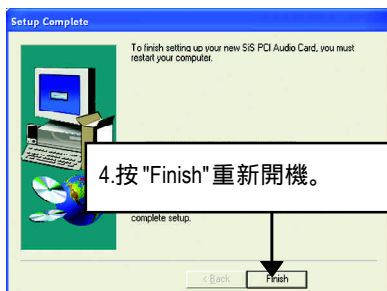 Setup Complete
To finish setting up your new SiS PCI Audio Card, you must
restart your computer.
4.按"Finish"重新開機。
complete setup.
< Back
Finish